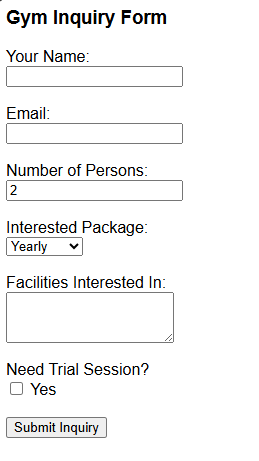 Gym Inquiry Form
Your Name:
Email:
Number of Persons:
2
Interested Package:
Yearly
Facilities Interested In:
Need Trial Session?
Yes
Submit Inquiry